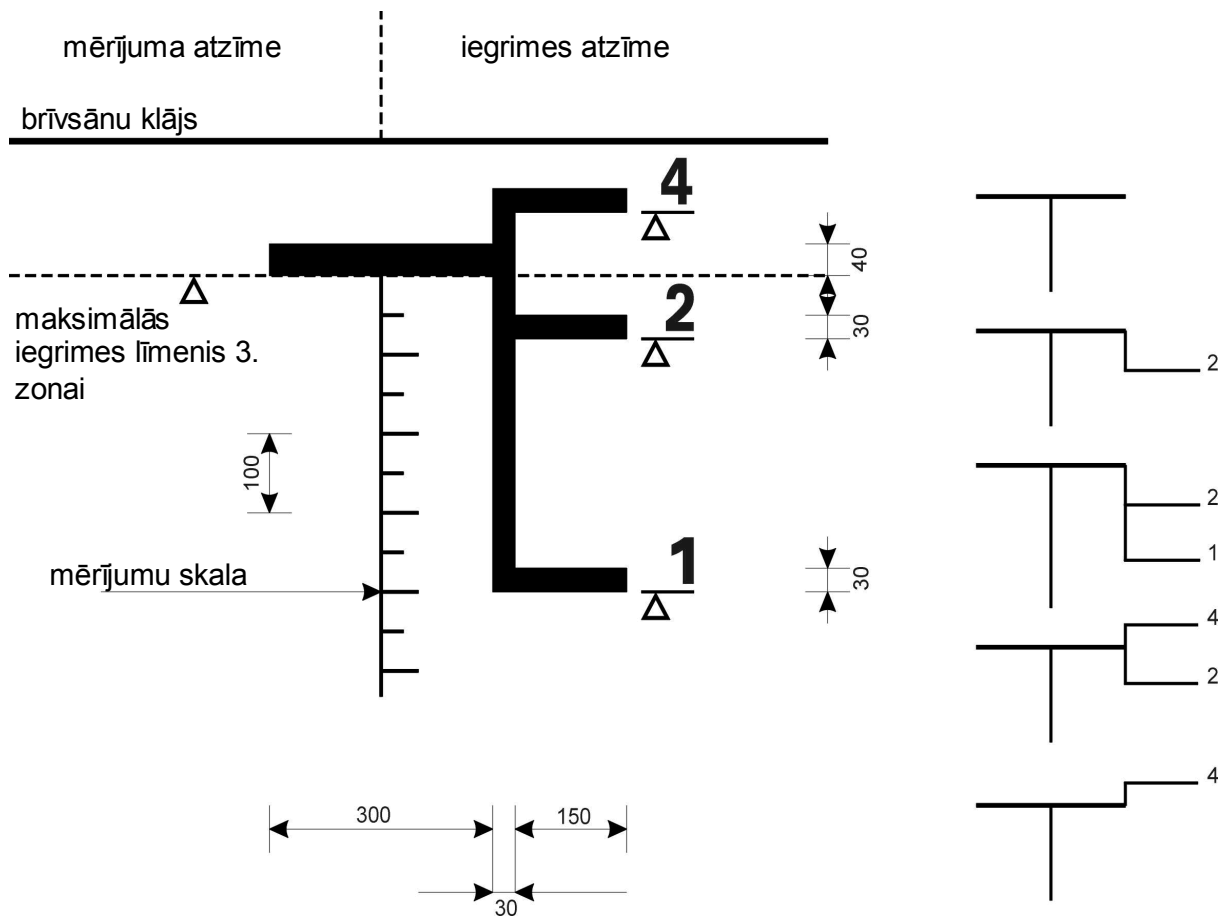 mērījuma atzīme
iegrimes atzīme
brīvsānu klājs
4
40
maksimālās
iegrimes līmenis 3.
zonai
2
30
100
mērījumu skala
1
30
300
150
30
2
2
1
4
2
4